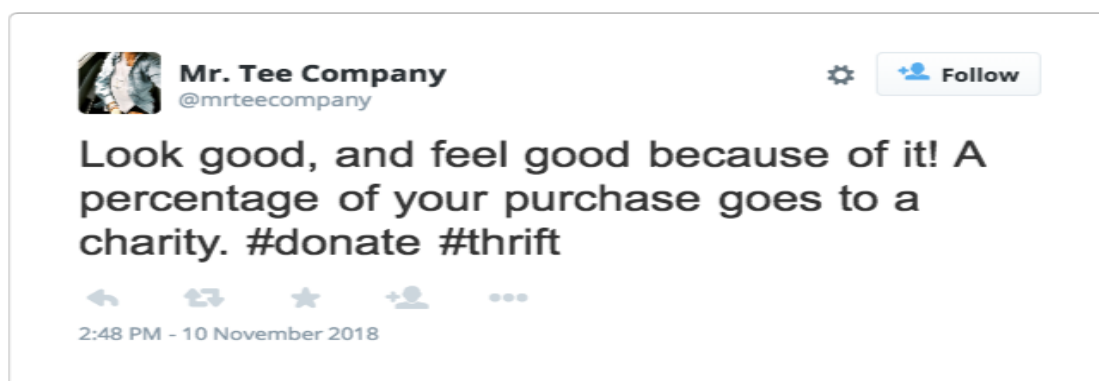 Mr. Tee Company
@mrteecompany
Follow
Look good, and feel good because of it! A
percentage of your purchase goes to a
charity. #donate #thrift
2:48 PM - 10 November 2018